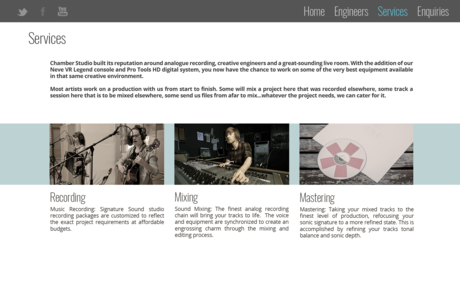 You
Tube
Home Engineers Services Enquiries
Services
Chamber Studio built its reputation around analogue recording, creative engineers and a great-sounding live room. With the addition of our
Neve VR Legend console and Pro Tools HD digital system, you now have the chance to work on some of the very best equipment available
in that same creative environment.
Most artists work on a production with us from start to finish. Some will mix a project here that was recorded elsewhere, some track a
session here that is to be mixed elsewhere, some send us files from afar to mix...whatever the project needs, we can cater for it.
Recording
Music Recording: Signature Sound studio
recording packages are customized to reflect
the exact project requirements at affordable
budgets.
Mixing
Sound Mixing: The finest analog recording
chain will bring your tracks to life. The voice
and equipment are synchronized to create an
engrossing charm through the mixing and
editing process.
Mastering
Mastering: Taking your mixed tracks to the
finest level of production, refocusing your
sonic signature to a more refined state. This is
accomplished by refining your tracks tonal
balance and sonic depth.